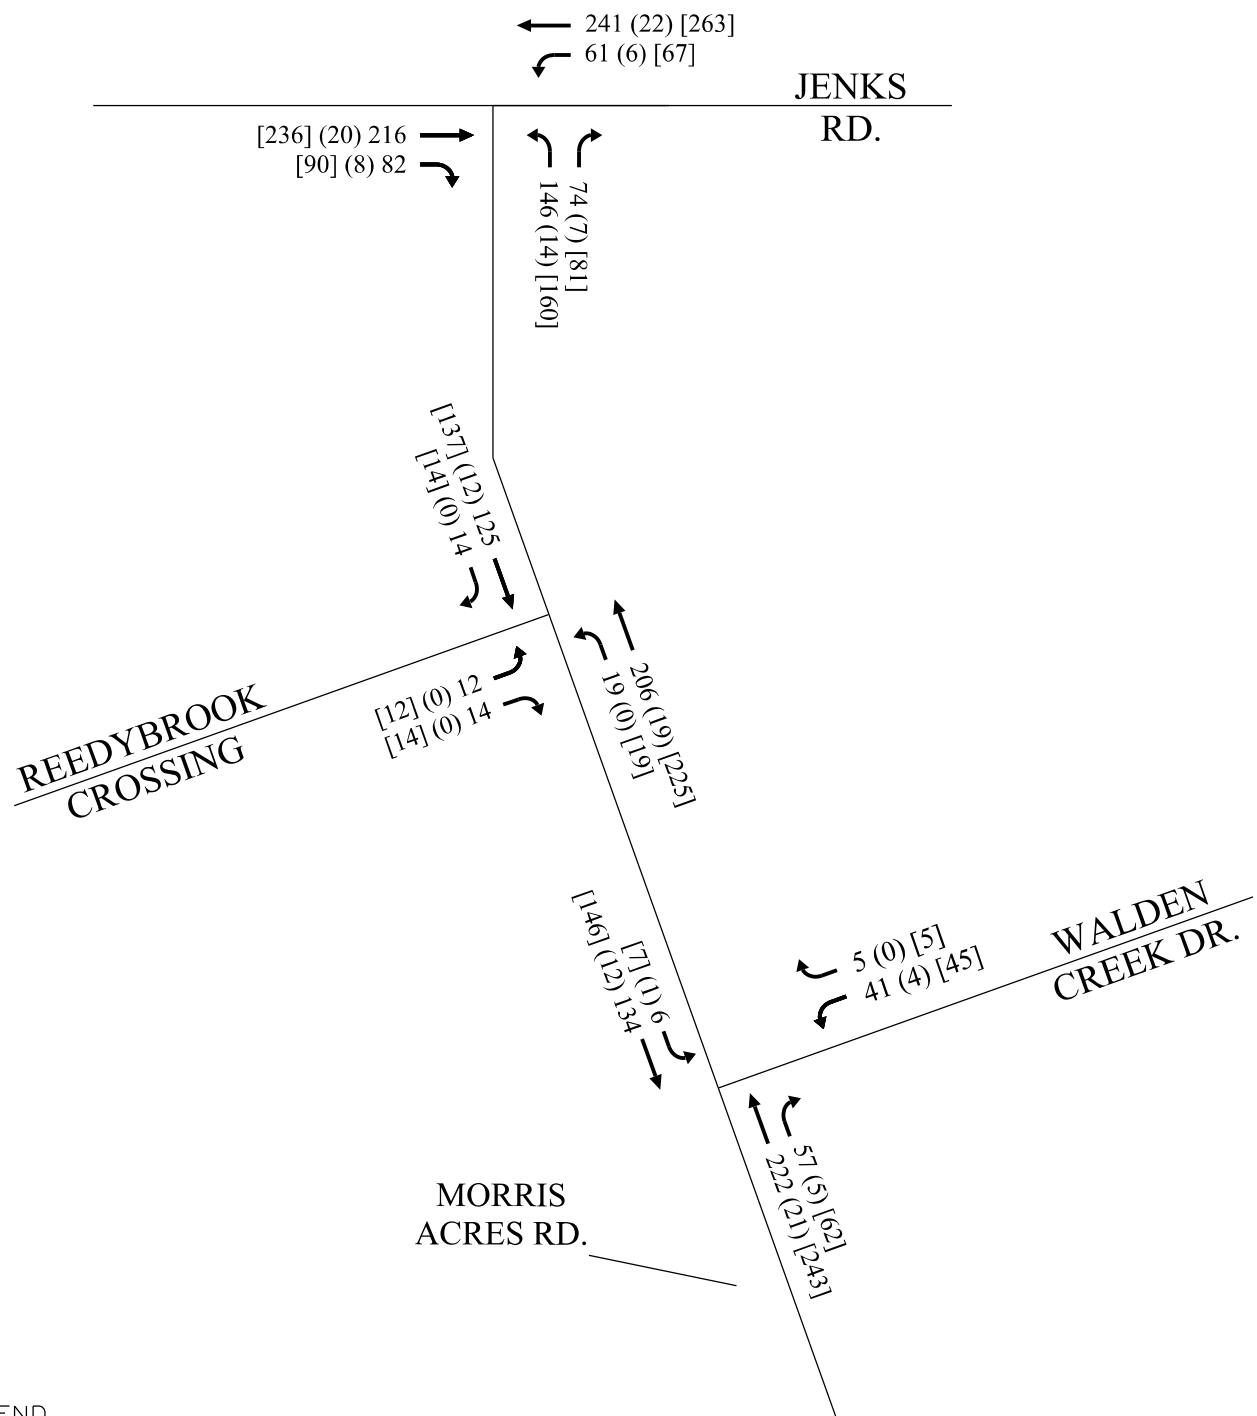 241 (22) [263]
61 (6) [67]
JENKS
RD.
[236] (20) 216
[90] (8) 82
146 (14) [160]
74 (7) [81]
[137] (12) 125
[14] (0) 14
206 (19) [225]
19 (0) [19]
[12] (0) 12
[14] (0) 14
REEDYBROOK
CROSSING
[7] (1) 6
[146] (12) 134
5 (0) [5]
41 (4) [45]
WALDEN
CREEK DR.
57 (5) [62]
222 (21) [243]
MORRIS
ACRES RD.